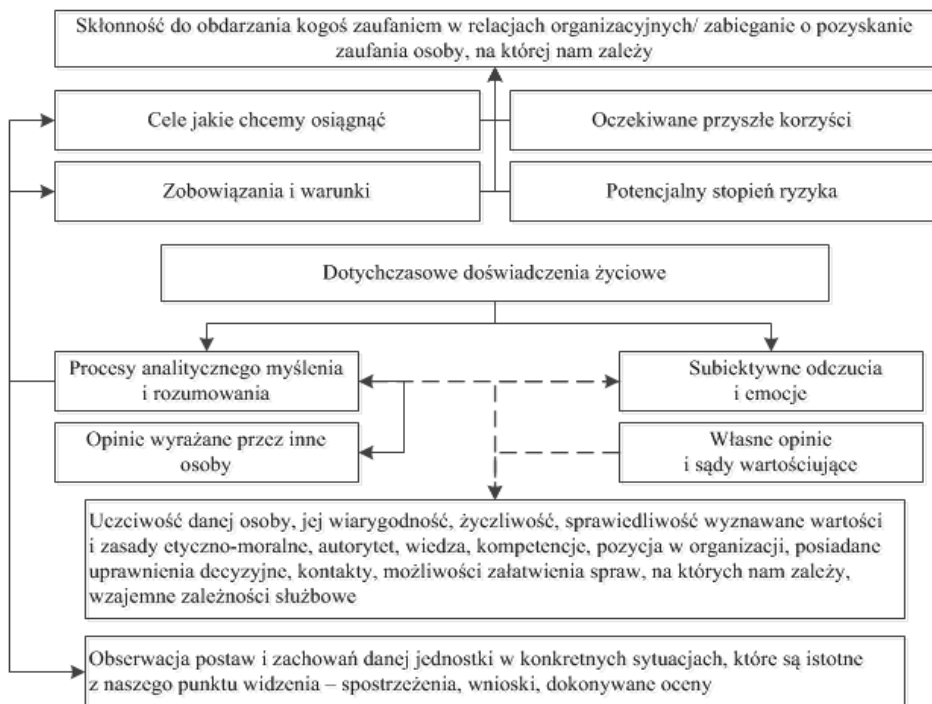 Skłonność do obdarzania kogoś zaufaniem w relacjach organizacyjnych/ zabieganie o pozyskanie
zaufania osoby, na której nam zależy
Cele jakie chcemy osiągnąć
Oczekiwane przyszłe korzyści
Zobowiązania i warunki
Potencjalny stopień ryzyka
Dotychczasowe doświadczenia życiowe
Procesy analitycznego myślenia
i rozumowania
Subiektywne odczucia
i emocje
Opinie wyrażane przez inne
osoby
Własne opinie
i sądy wartościujące
Uczciwość danej osoby, jej wiarygodność, życzliwość, sprawiedliwość wyznawane wartości
i zasady etyczno-moralne, autorytet, wiedza, kompetencje, pozycja w organizacji, posiadane
uprawnienia decyzyjne, kontakty, możliwości załatwienia spraw, na których nam zależy,
wzajemne zależności służbowe
Obserwacja postaw i zachowań danej jednostki w konkretnych sytuacjach, które są istotne
z naszego punktu widzenia – spostrzeżenia, wnioski, dokonywane oceny